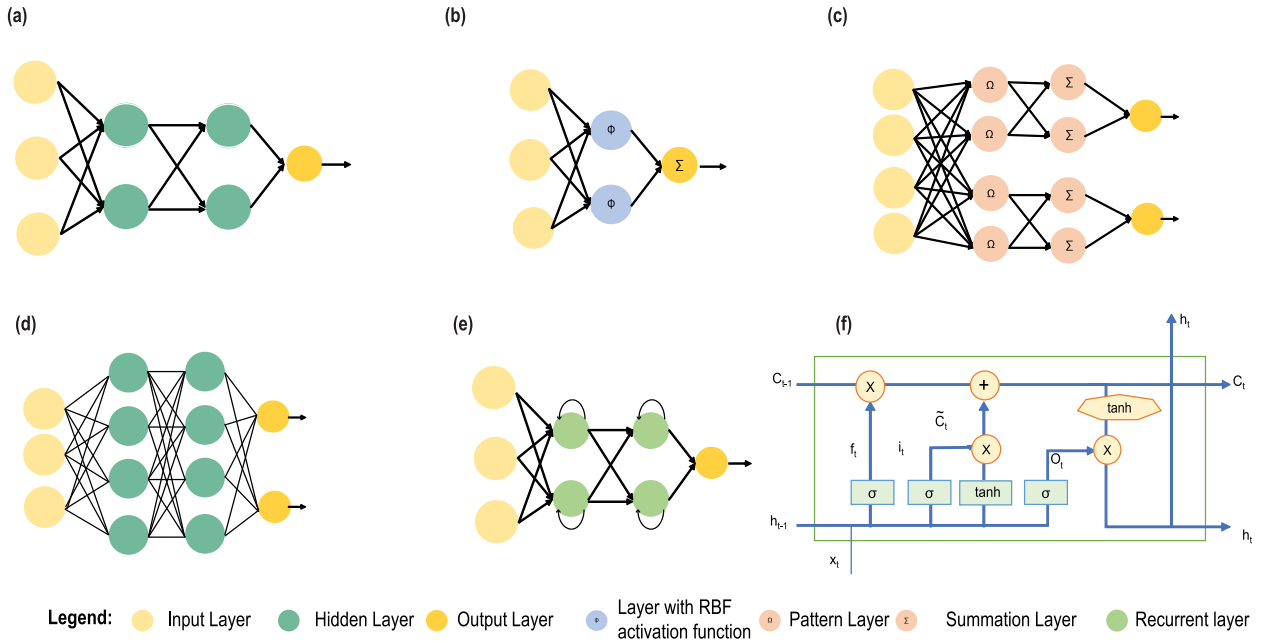 (a)
(b)
(c)
Φ
Φ
Σ
Ω
Σ
Ω
Σ
Ω
Σ
Ω
Σ
(d)
(e)
(f)
hₜ
Cₜ₋₁
X
+
Cₜ
tanh
C̃ₜ
fₜ
iₜ
X
Oₜ
X
σ
σ
tanh
σ
hₜ₋₁
hₜ
xₜ
Legend:
Input Layer
Hidden Layer
Output Layer
Φ
Layer with RBF
activation function
Ω
Pattern Layer
Σ
Summation Layer
Recurrent layer